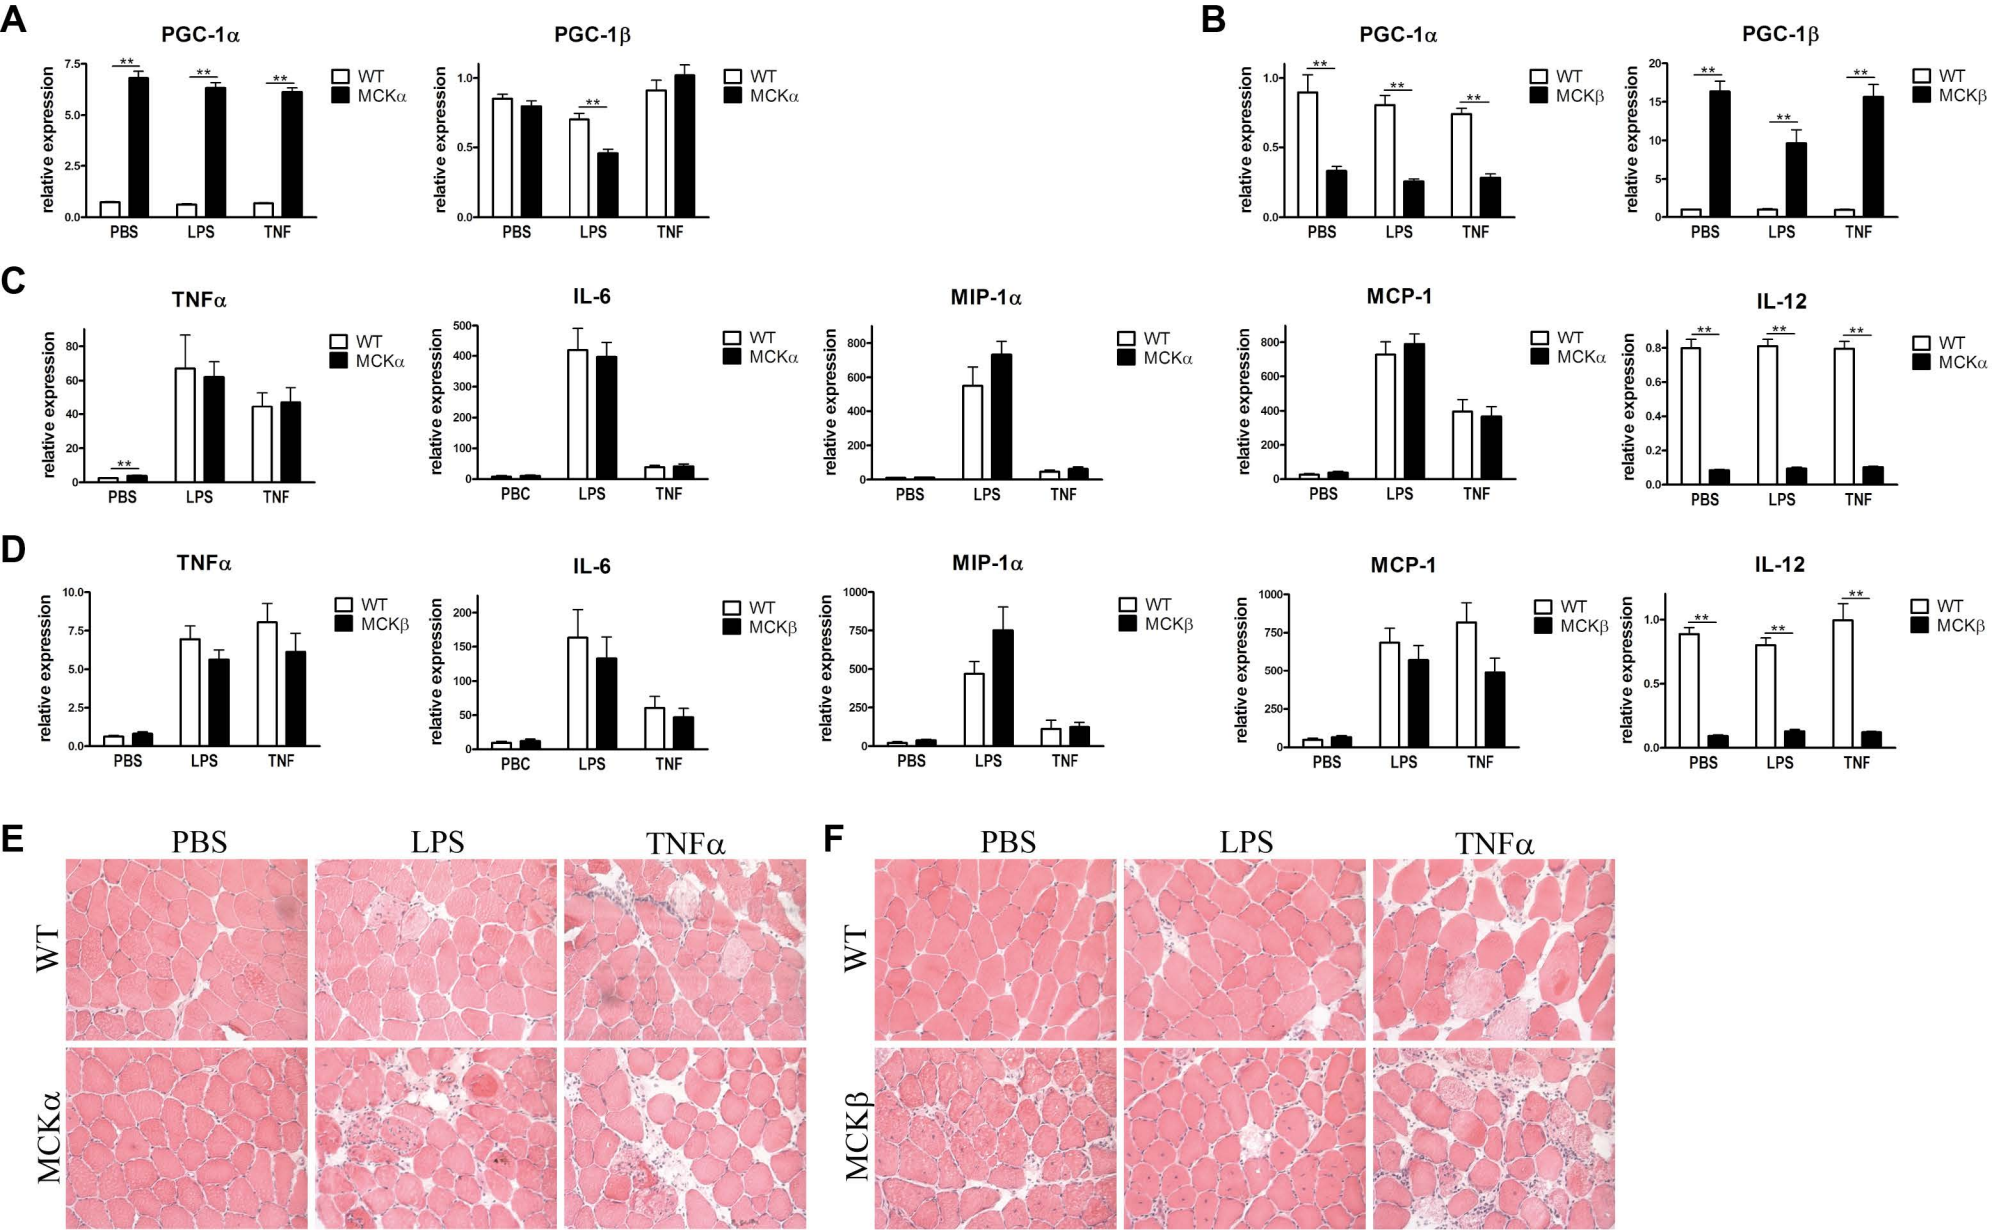 A
PGC-1α
relative expression
7.5
5.0
2.5
0.0
** ** **
PBS LPS TNF
WT
MCKα
PGC-1β
relative expression
1.0
0.5
0.0
**
PBS LPS TNF
WT
MCKα
B
PGC-1α
relative expression
1.0
0.5
0.0
** ** **
PBS LPS TNF
WT
MCKβ
PGC-1β
relative expression
20
15
10
5
0
** ** **
PBS LPS TNF
WT
MCKβ
C
TNFα
relative expression
80
60
40
20
0
**
PBS LPS TNF
WT
MCKα
IL-6
relative expression
500
400
300
200
100
0
PBC LPS TNF
WT
MCKα
MIP-1α
relative expression
800
600
400
200
0
PBS LPS TNF
WT
MCKα
MCP-1
relative expression
800
600
400
200
0
PBS LPS TNF
WT
MCKα
IL-12
relative expression
0.8
0.6
0.4
0.2
0.0
** ** **
PBS LPS TNF
WT
MCKα
D
TNFα
relative expression
10.0
7.5
5.0
2.5
0.0
PBS LPS TNF
WT
MCKβ
IL-6
relative expression
200
150
100
50
0
PBC LPS TNF
WT
MCKβ
MIP-1α
relative expression
1000
750
500
250
0
PBS LPS TNF
WT
MCKβ
MCP-1
relative expression
1000
750
500
250
0
PBS LPS TNF
WT
MCKβ
IL-12
relative expression
1.0
0.5
0.0
** ** **
PBS LPS TNF
WT
MCKβ
E
PBS LPS TNFα
WT
MCKα
F
PBS LPS TNFα
WT
MCKβ